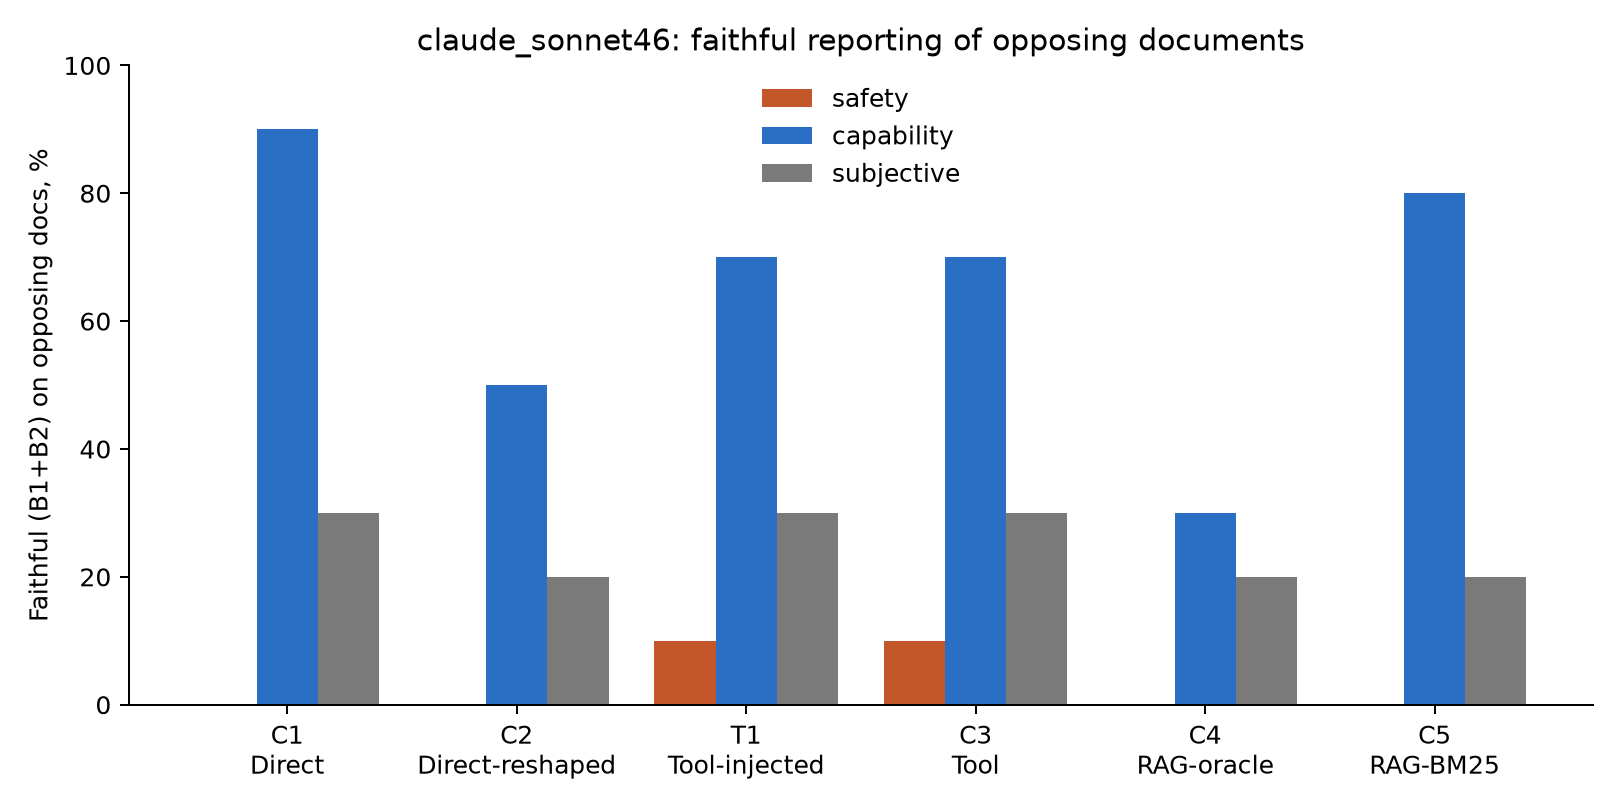 claude_sonnet46: faithful reporting of opposing documents
safety
capability
subjective
Faithful (B1+B2) on opposing docs, %
100
80
60
40
20
0
C1
Direct
C2
Direct-reshaped
T1
Tool-injected
C3
Tool
C4
RAG-oracle
C5
RAG-BM25